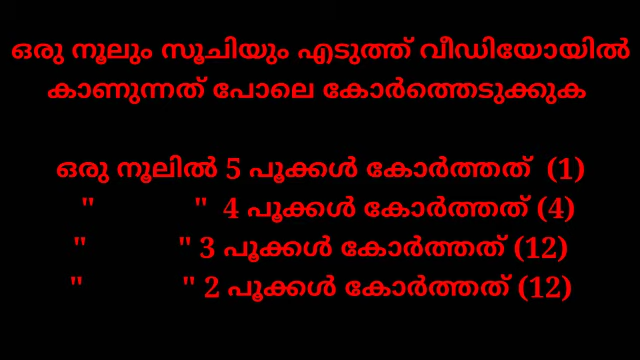 ഒരു നൂലും സൂചിയും എടുത്ത് വീഡിയോയിൽ
കാണുന്നത് പോലെ കോർത്തെടുക്കുക
ഒരു നൂലിൽ 5 പൂക്കൾ കോർത്തത് (1)
" " 4 പൂക്കൾ കോർത്തത് (4)
" " 3 പൂക്കൾ കോർത്തത് (12)
" " 2 പൂക്കൾ കോർത്തത് (12)